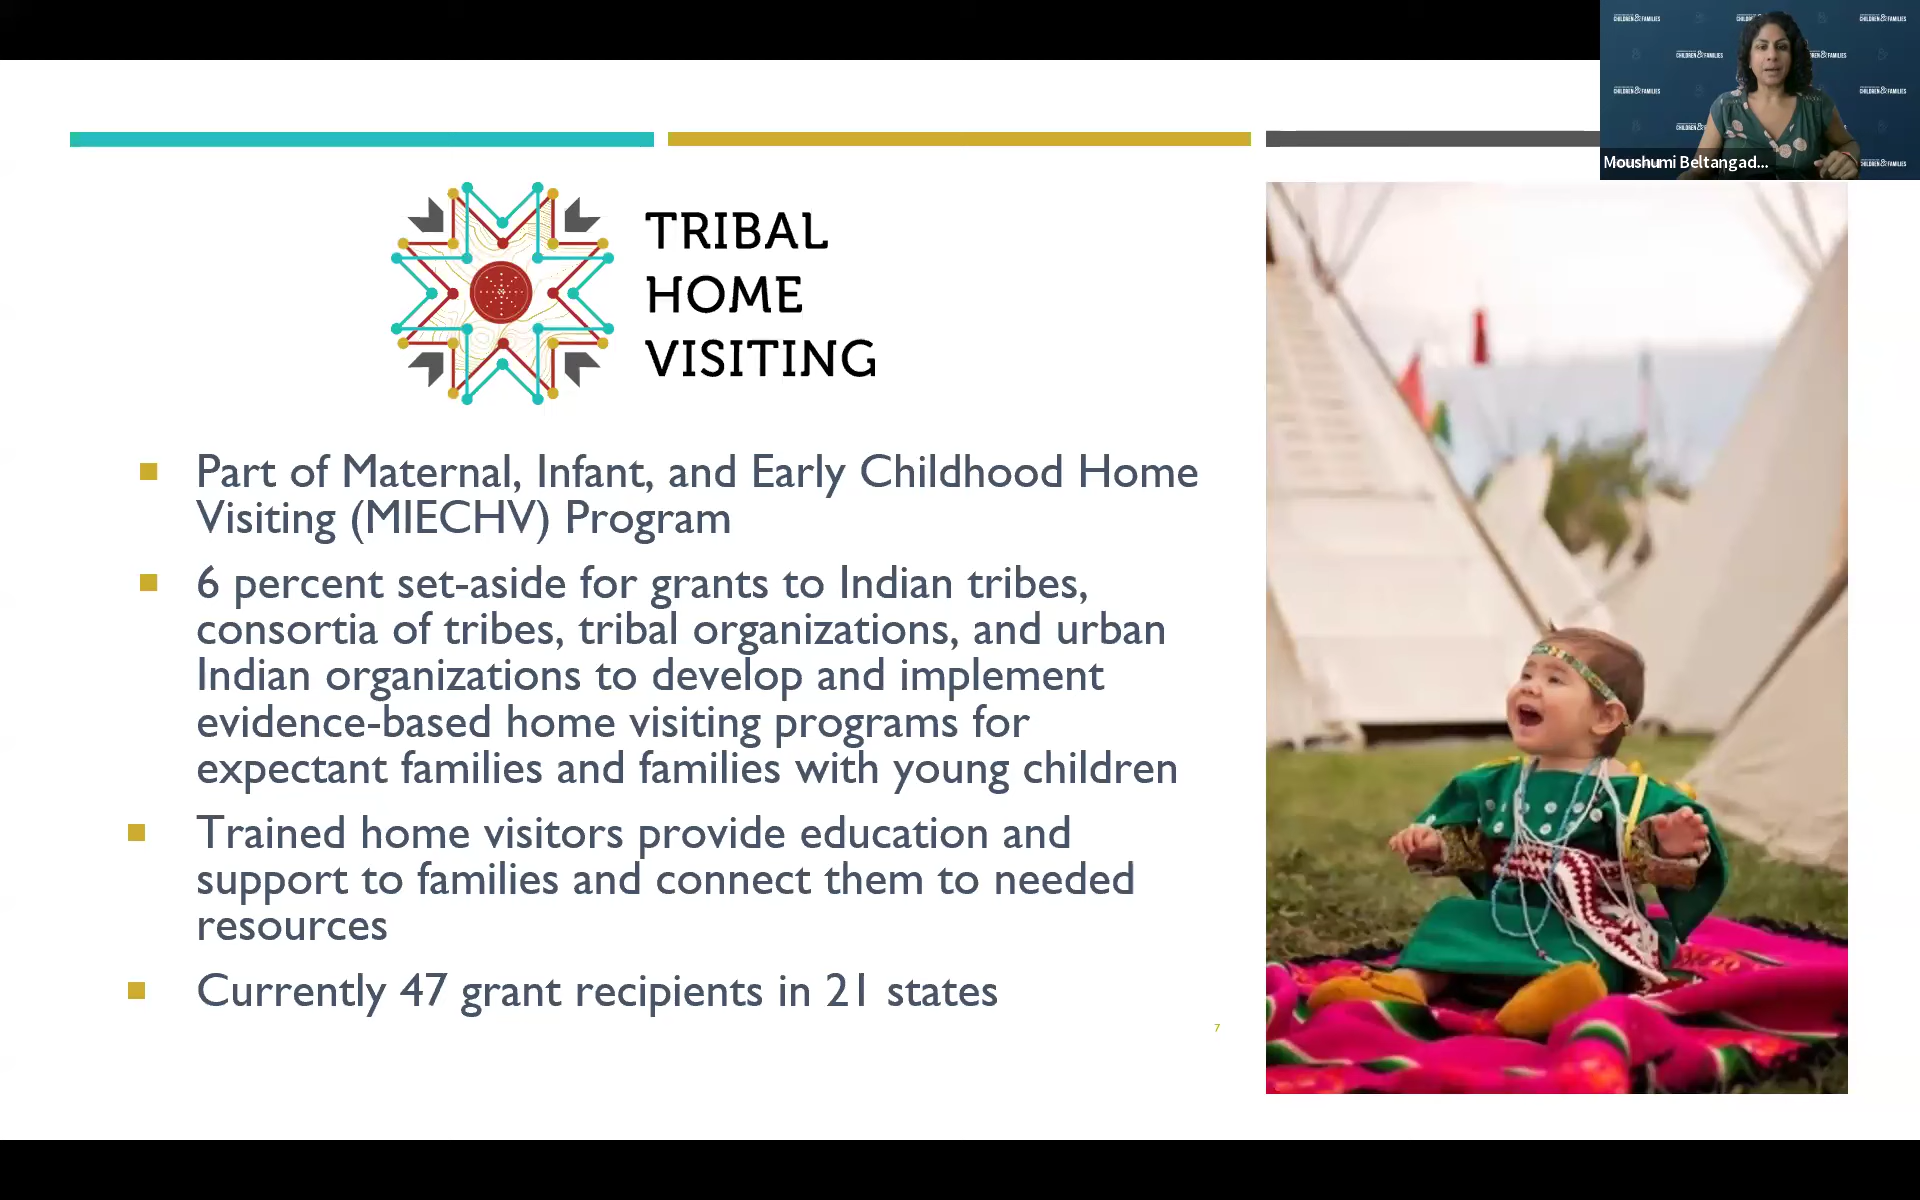 CHILDREN & FAMILIES
Moushumi Beltangad...
TRIBAL
HOME
VISITING
Part of Maternal, Infant, and Early Childhood Home
Visiting (MIECHV) Program
6 percent set-aside for grants to Indian tribes,
consortia of tribes, tribal organizations, and urban
Indian organizations to develop and implement
evidence-based home visiting programs for
expectant families and families with young children
Trained home visitors provide education and
support to families and connect them to needed
resources
Currently 47 grant recipients in 21 states
7